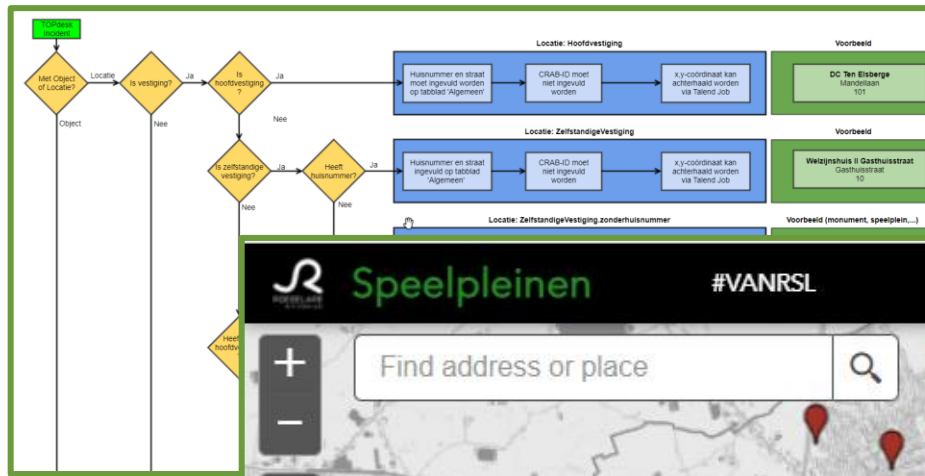 TOPdesk
Incident
Met Object
of Locatie?
Locatie
Object
Is vestiging?
Ja
Nee
Is
hoofdvestiging
?
Ja
Nee
Locatie: Hoofdvestiging
Huisnummer en straat
moet ingevuld worden
op tabblad 'Algemeen'
CRAB-ID moet
niet ingevuld
worden
x,y-coördinaat kan
achterhaald worden
via Talend Job
Voorbeeld
DC Ten Elsberge
Mandellaan
101
Is zelfstandige
vestiging?
Ja
Nee
Heeft
huisnummer?
Ja
Nee
Locatie: ZelfstandigeVestiging
Huisnummer en straat
ingevuld op tabblad
'Algemeen'
CRAB-ID moet
niet ingevuld
worden
x,y-coördinaat kan
achterhaald worden
via Talend Job
Voorbeeld
Welzijnshuis II Gasthuisstraat
Gasthuisstraat
10
Locatie: ZelfstandigeVestiging.zonderhuisnummer
Voorbeeld (monument, speelplein,...)
ROESELARE
Speelpleinen
#VANRSL
+
Find address or place
−